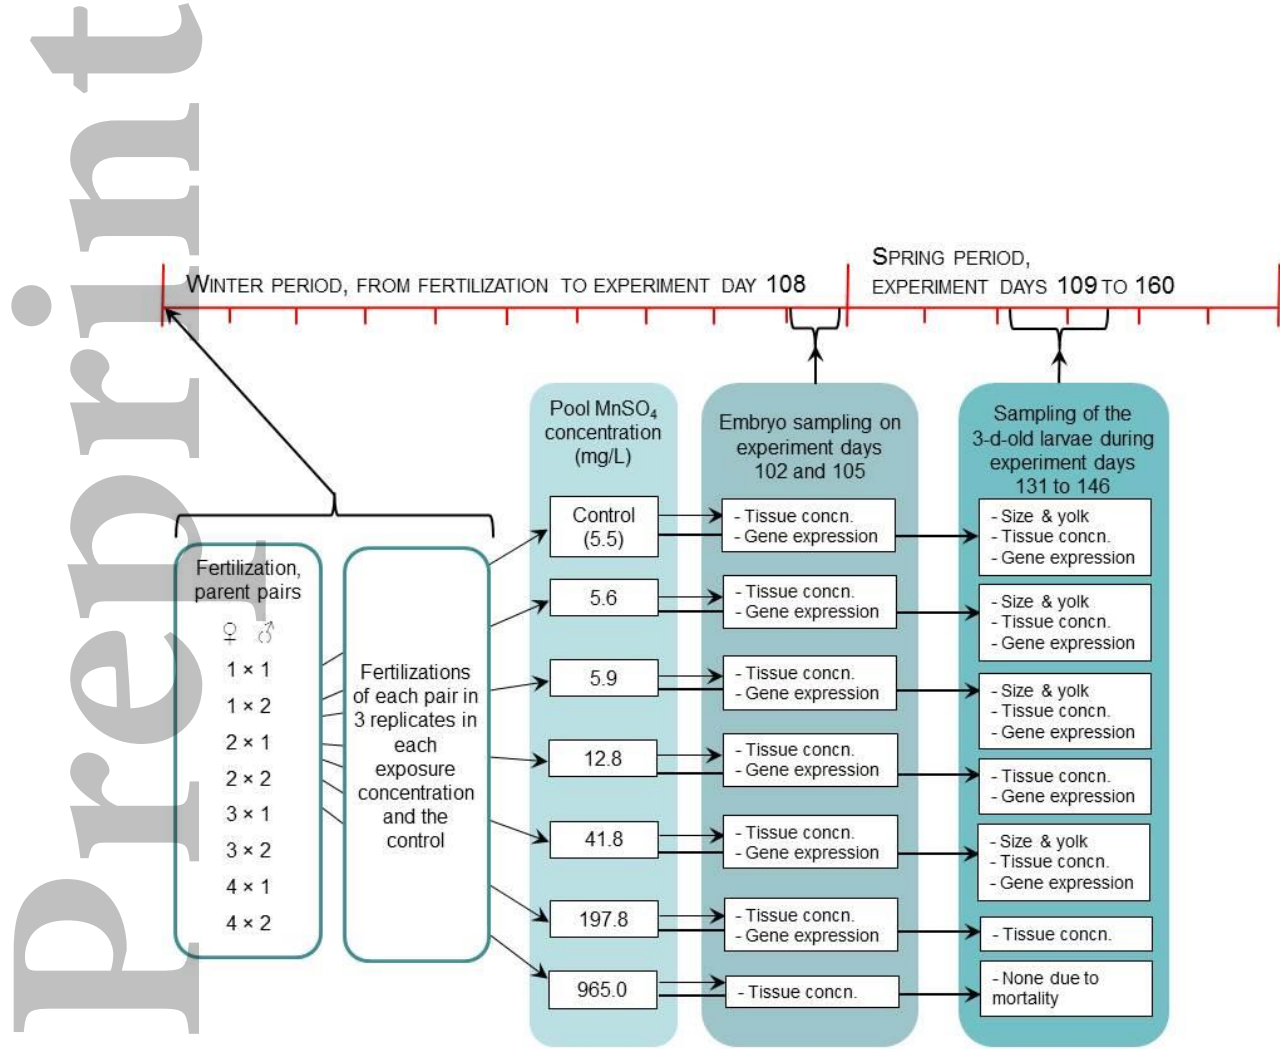 Preprint
WINTER PERIOD, FROM FERTILIZATION TO EXPERIMENT DAY 108
SPRING PERIOD,
EXPERIMENT DAYS 109 TO 160
Fertilization,
parent pairs
♀ ♂
1 × 1
1 × 2
2 × 1
2 × 2
3 × 1
3 × 2
4 × 1
4 × 2
Fertilizations
of each pair in
3 replicates in
each
exposure
concentration
and the
control
Pool MnSO₄
concentration
(mg/L)
Control
(5.5)
5.6
5.9
12.8
41.8
197.8
965.0
Embryo sampling on
experiment days
102 and 105
- Tissue concn.
- Gene expression
- Tissue concn.
- Gene expression
- Tissue concn.
- Gene expression
- Tissue concn.
- Gene expression
- Tissue concn.
- Gene expression
- Tissue concn.
- Gene expression
- Tissue concn.
Sampling of the
3-d-old larvae during
experiment days
131 to 146
- Size & yolk
- Tissue concn.
- Gene expression
- Size & yolk
- Tissue concn.
- Gene expression
- Size & yolk
- Tissue concn.
- Gene expression
- Tissue concn.
- Gene expression
- Size & yolk
- Tissue concn.
- Gene expression
- Tissue concn.
- None due to
mortality